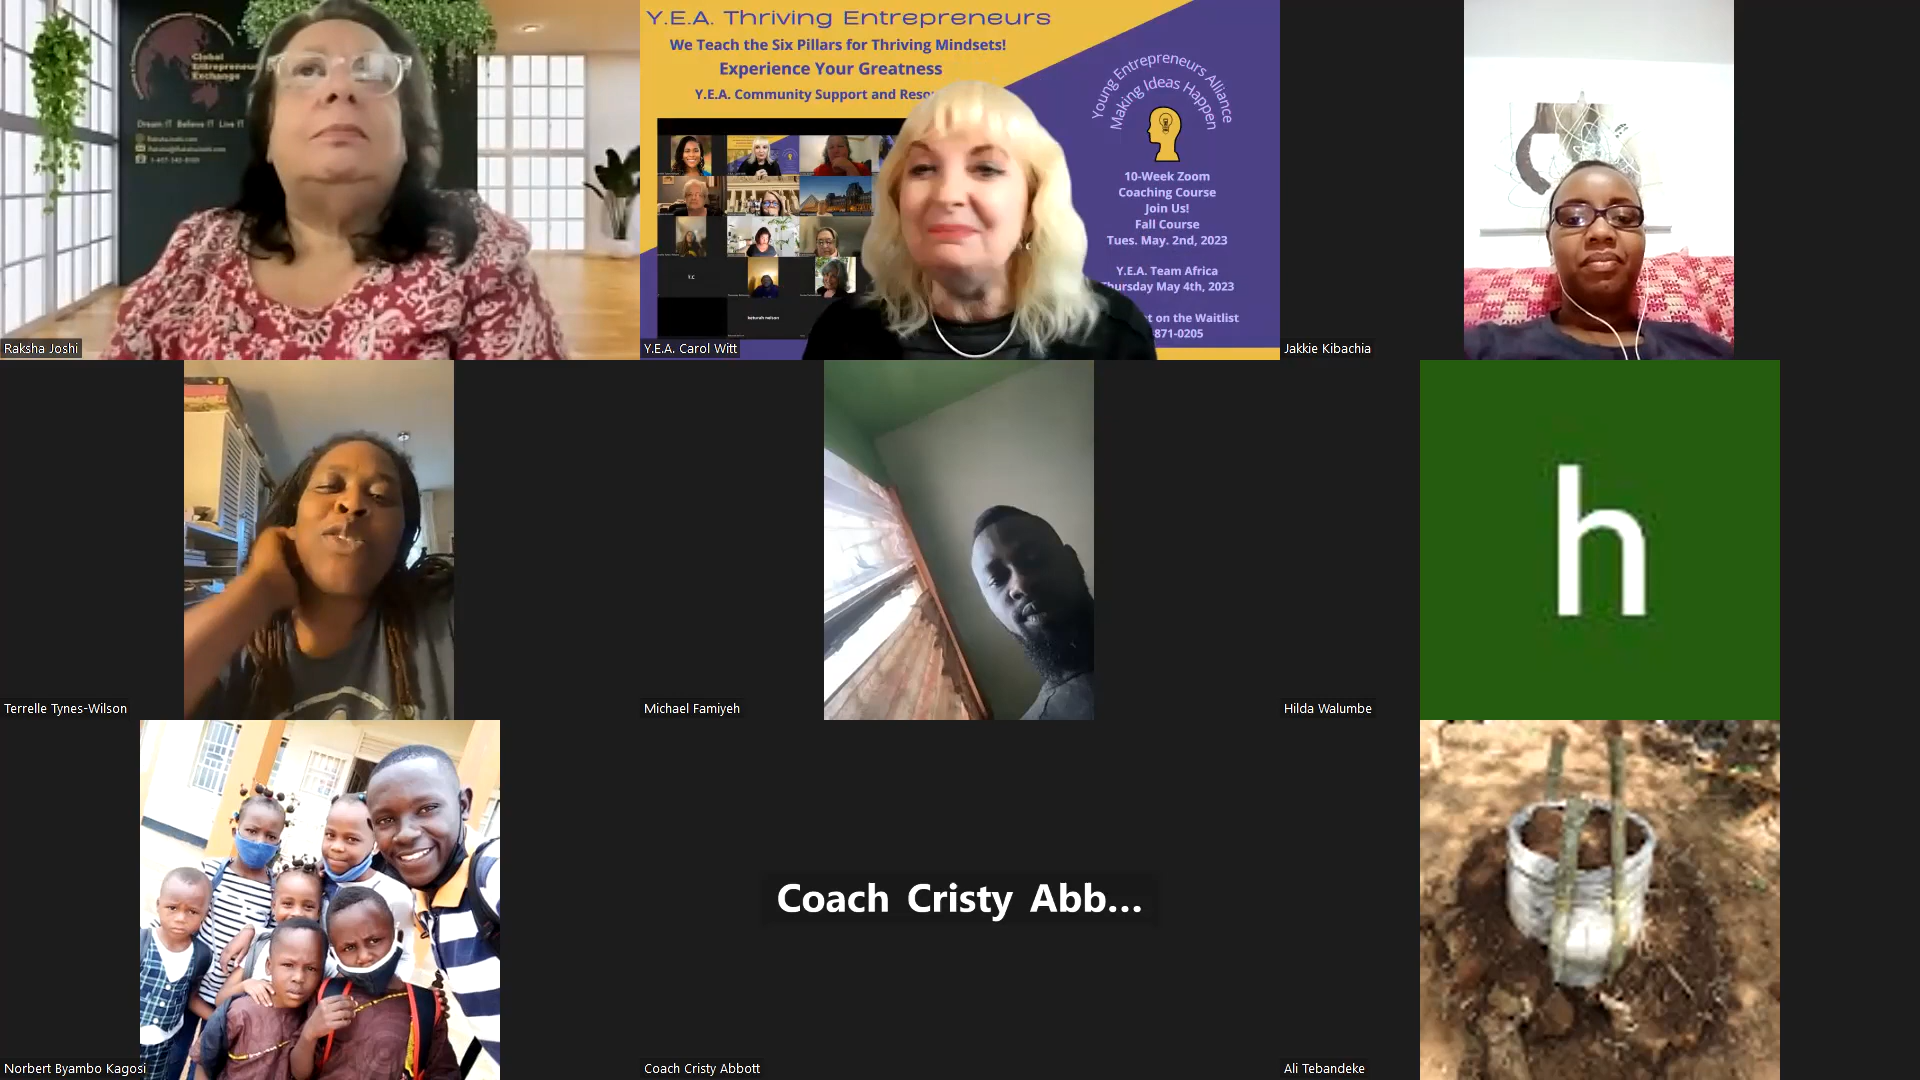 Global
Entrepreneur
Exchange
Dream IT Believe IT Live IT
Raksha Joshi
Y.E.A. Thriving Entrepreneurs
We Teach the Six Pillars for Thriving Mindsets!
Experience Your Greatness
Y.E.A. Community Support and
Young Entrepreneurs Alliance
Making Ideas Happen
10-Week Zoom
Coaching Course
Join Us!
Fall Course
Tues. May. 2nd, 2023
Y.E.A. Team Africa
Thursday May 4th, 2023
on the Waitlist
871-0205
Y.E.A. Carol Witt
Jakkie Kibachia
Terrelle Tynes-Wilson
Michael Famiyeh
h
Hilda Walumbe
Norbert Byambo Kagosi
Coach Cristy Abb...
Coach Cristy Abbott
Ali Tebandeke